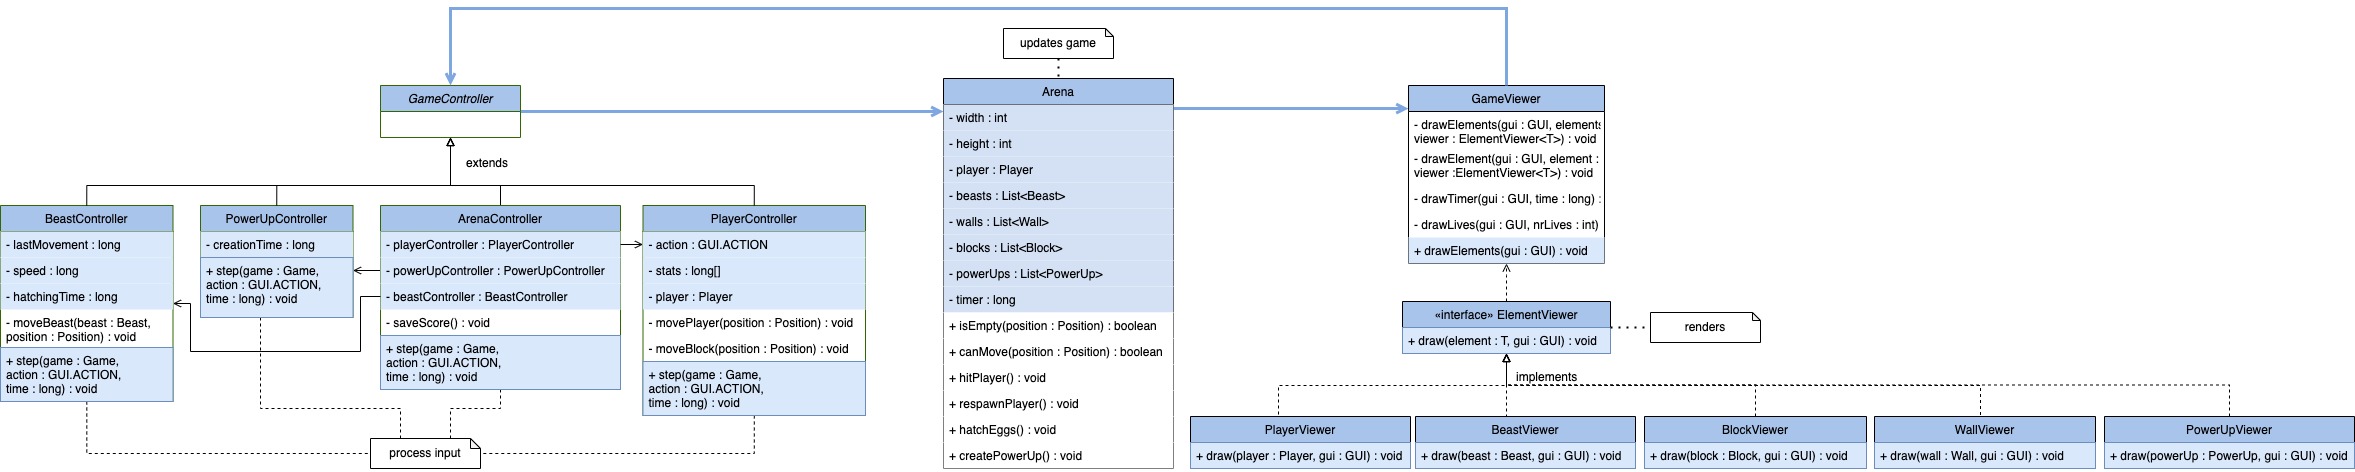 updates game
GameController
extends
BeastController
- lastMovement : long
- speed : long
- hatchingTime : long
- moveBeast(beast : Beast,
position : Position) : void
+ step(game : Game,
action : GUI.ACTION,
time : long) : void
PowerUpController
- creationTime : long
+ step(game : Game,
action : GUI.ACTION,
time : long) : void
ArenaController
- playerController : PlayerController
- powerUpController : PowerUpController
- beastController : BeastController
- saveScore() : void
+ step(game : Game,
action : GUI.ACTION,
time : long) : void
PlayerController
- action : GUI.ACTION
- stats : long[]
- player : Player
- movePlayer(position : Position) : void
- moveBlock(position : Position) : void
+ step(game : Game,
action : GUI.ACTION,
time : long) : void
process input
Arena
- width : int
- height : int
- player : Player
- beasts : List<Beast>
- walls : List<Wall>
- blocks : List<Block>
- powerUps : List<PowerUp>
- timer : long
+ isEmpty(position : Position) : boolean
+ canMove(position : Position) : boolean
+ hitPlayer() : void
+ respawnPlayer() : void
+ hatchEggs() : void
+ createPowerUp() : void
GameViewer
- drawElements(gui : GUI, elements
viewer : ElementViewer<T>) : void
- drawElement(gui : GUI, element :
viewer :ElementViewer<T>) : void
- drawTimer(gui : GUI, time : long) :
- drawLives(gui : GUI, nrLives : int)
+ drawElements(gui : GUI) : void
«interface» ElementViewer
+ draw(element : T, gui : GUI) : void
renders
implements
PlayerViewer
+ draw(player : Player, gui : GUI) : void
BeastViewer
+ draw(beast : Beast, gui : GUI) : void
BlockViewer
+ draw(block : Block, gui : GUI) : void
WallViewer
+ draw(wall : Wall, gui : GUI) : void
PowerUpViewer
+ draw(powerUp : PowerUp, gui : GUI) : void